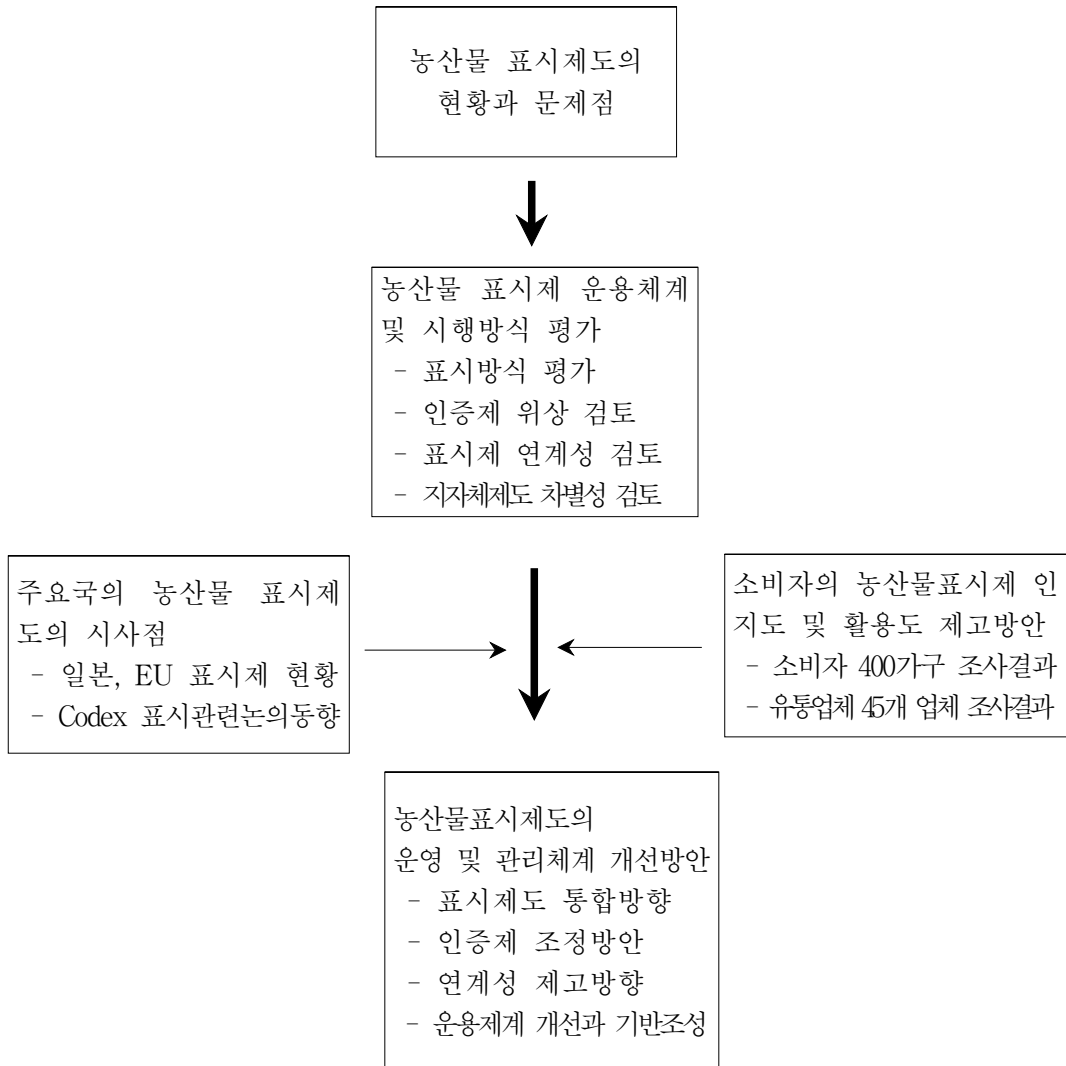 농산물 표시제도의
현황과 문제점
농산물 표시제 운용체계
및 시행방식 평가
- 표시방식 평가
- 인증제 위상 검토
- 표시제 연계성 검토
- 지자체제도 차별성 검토
주요국의 농산물 표시제
도의 시사점
- 일본, EU 표시제 현황
- Codex 표시관련논의동향
소비자의 농산물표시제 인
지도 및 활용도 제고방안
- 소비자 400가구 조사결과
- 유통업체 45개 업체 조사결과
농산물표시제도의
운영 및 관리체계 개선방안
- 표시제도 통합방향
- 인증제 조정방안
- 연계성 제고방향
- 운용제계 개선과 기반조성